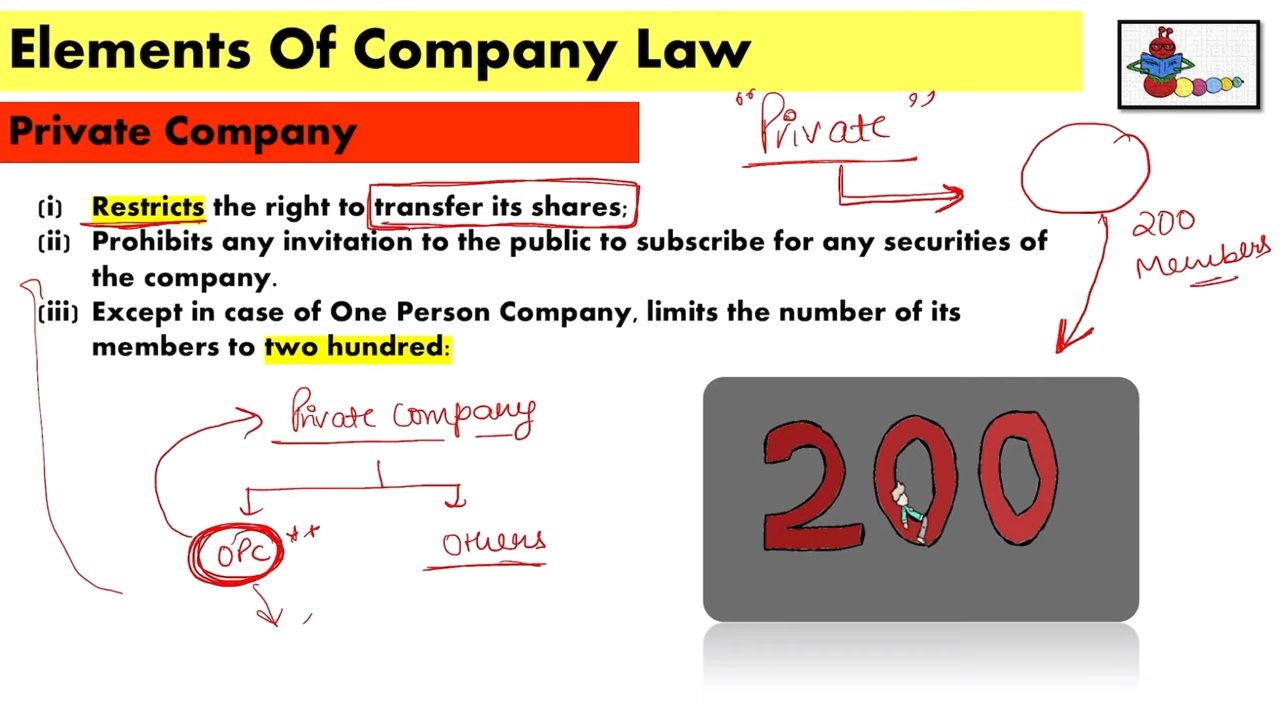 Elements Of Company Law
Private Company
"Private"
(i) Restricts the right to transfer its shares;
(ii) Prohibits any invitation to the public to subscribe for any securities of
the company.
(iii) Except in case of One Person Company, limits the number of its
members to two hundred:
200
Members
Private Company
OPC **
Others
200